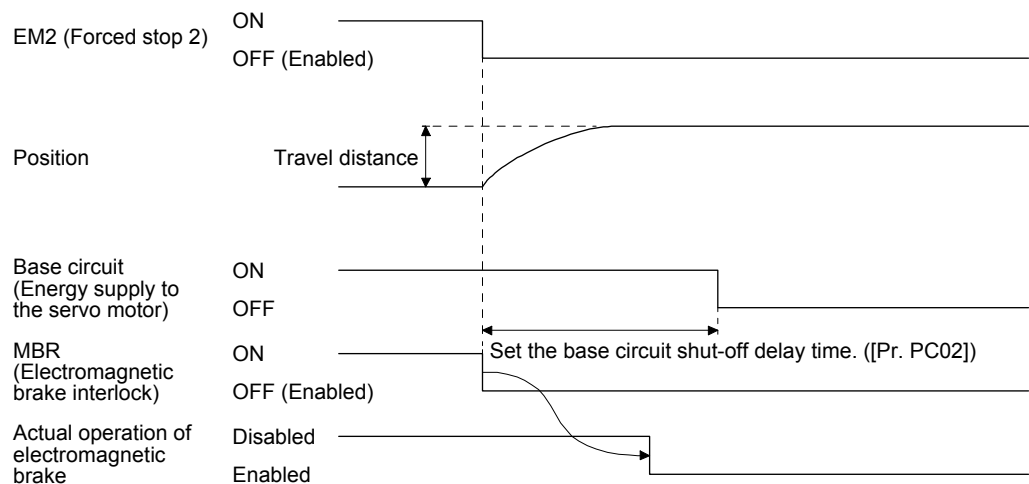 EM2 (Forced stop 2)
ON
OFF (Enabled)
Position
Travel distance
Base circuit
(Energy supply to
the servo motor)
ON
OFF
Set the base circuit shut-off delay time. ([Pr. PC02])
MBR
(Electromagnetic
brake interlock)
ON
OFF (Enabled)
Actual operation of
electromagnetic
brake
Disabled
Enabled